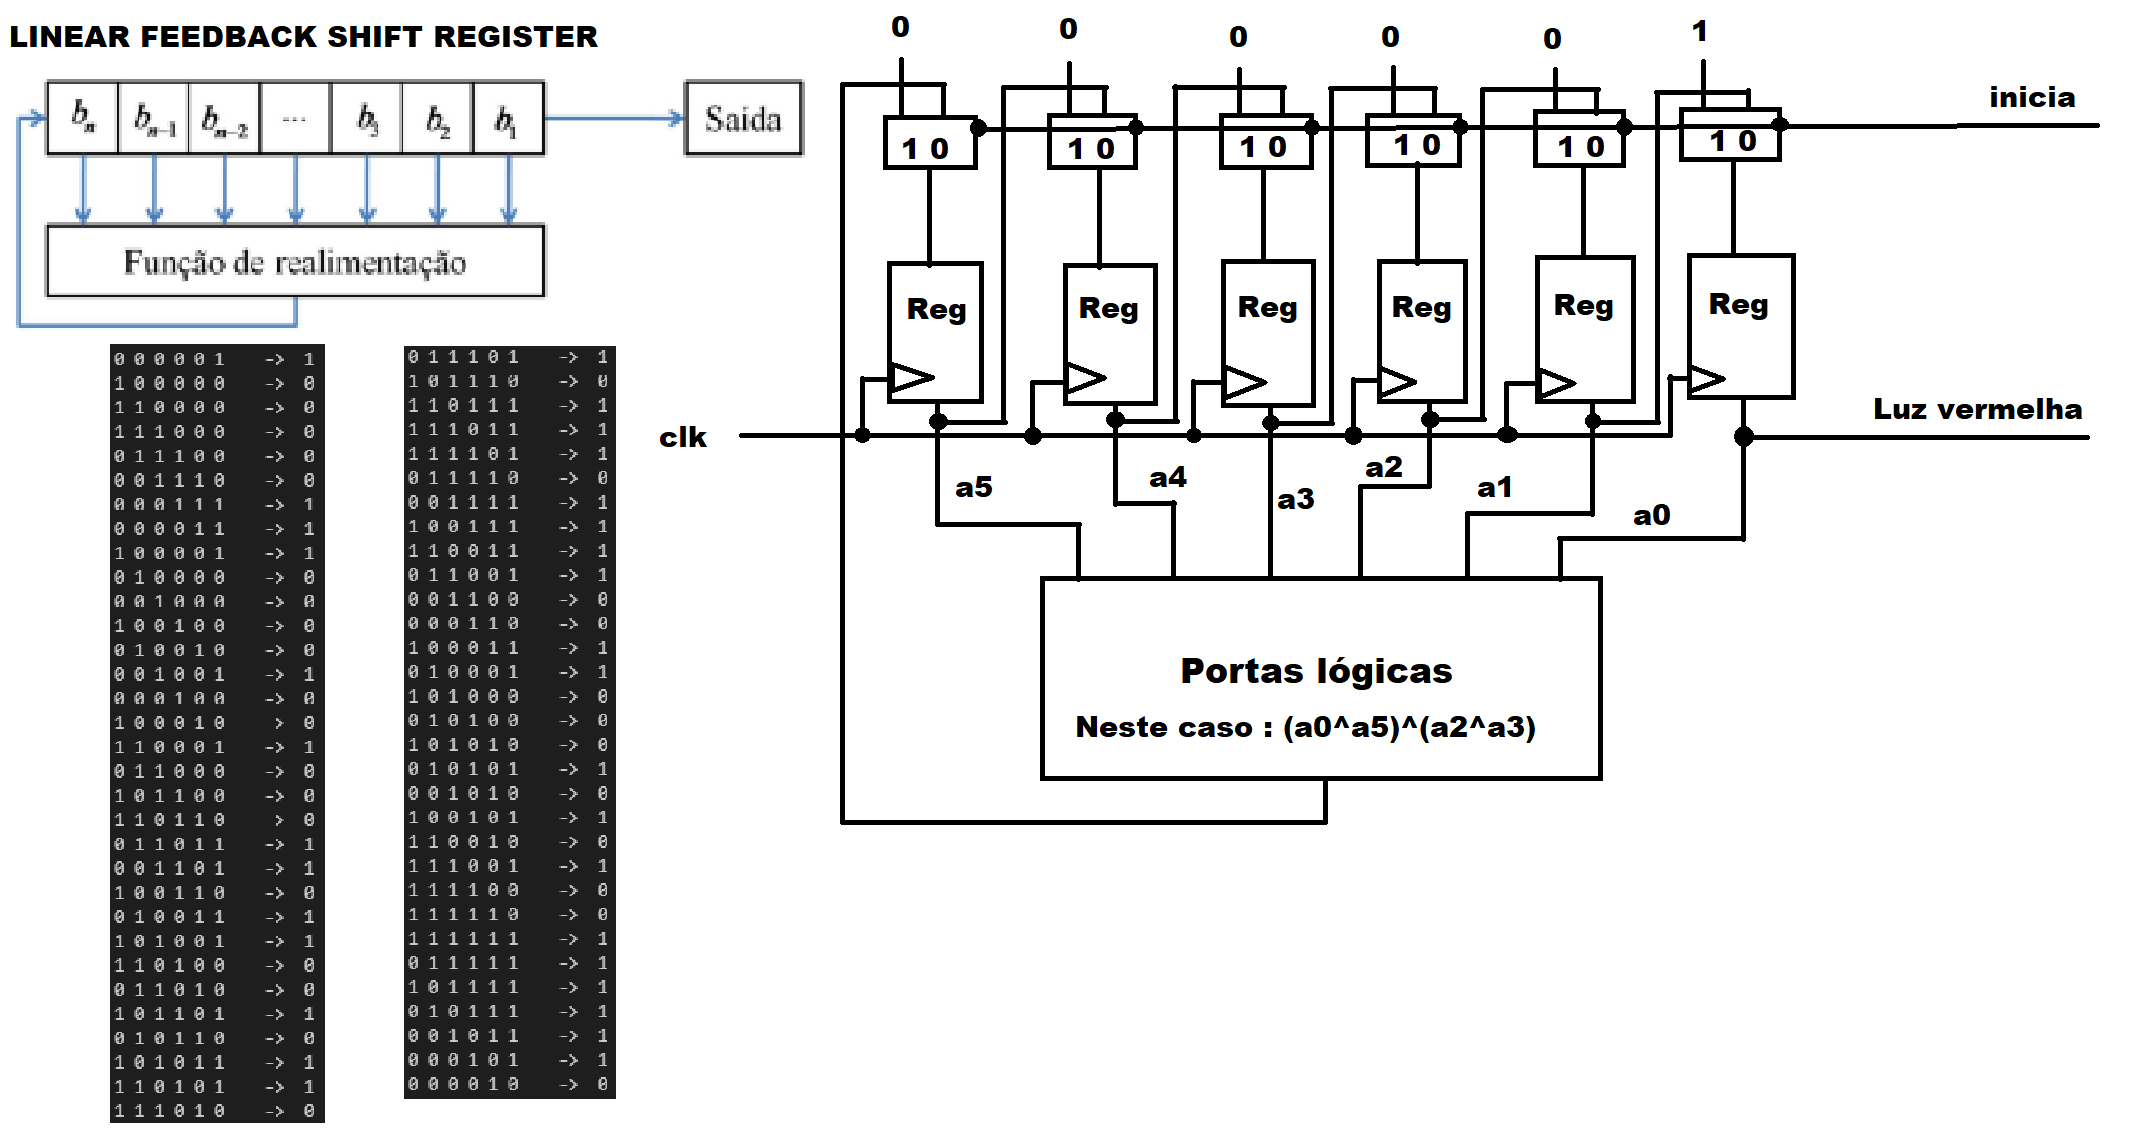 LINEAR FEEDBACK SHIFT REGISTER
bn bn−1 bn−2 ... b3 b2 b1
Saída
Função de realimentação
0 0 0 0 0 1 -> 1
1 0 0 0 0 0 -> 0
1 1 0 0 0 0 -> 0
1 1 1 0 0 0 -> 0
0 1 1 1 0 0 -> 0
0 0 1 1 1 0 -> 0
0 0 0 1 1 1 -> 1
0 0 0 0 1 1 -> 1
1 0 0 0 0 1 -> 1
0 1 0 0 0 0 -> 0
0 0 1 0 0 0 -> 0
1 0 0 1 0 0 -> 0
0 1 0 0 1 0 -> 0
0 0 1 0 0 1 -> 1
0 0 0 1 0 0 -> 0
1 0 0 0 1 0 > 0
1 1 0 0 0 1 -> 1
0 1 1 0 0 0 -> 0
1 0 1 1 0 0 -> 0
1 1 0 1 1 0 > 0
0 1 1 0 1 1 -> 1
0 0 1 1 0 1 -> 1
1 0 0 1 1 0 -> 0
0 1 0 0 1 1 -> 1
1 0 1 0 0 1 -> 1
1 1 0 1 0 0 -> 0
0 1 1 0 1 0 -> 0
1 0 1 1 0 1 -> 1
0 1 0 1 1 0 -> 0
1 0 1 0 1 1 -> 1
1 1 0 1 0 1 -> 1
1 1 1 0 1 0 -> 0
0 1 1 1 0 1 -> 1
1 0 1 1 1 0 -> 0
1 1 0 1 1 1 -> 1
1 1 1 0 1 1 -> 1
1 1 1 1 0 1 -> 1
0 1 1 1 1 0 -> 0
0 0 1 1 1 1 -> 1
1 0 0 1 1 1 -> 1
1 1 0 0 1 1 -> 1
0 1 1 0 0 1 -> 1
0 0 1 1 0 0 -> 0
0 0 0 1 1 0 -> 0
1 0 0 0 1 1 -> 1
0 1 0 0 0 1 -> 1
1 0 1 0 0 0 -> 0
0 1 0 1 0 0 -> 0
1 0 1 0 1 0 -> 0
0 1 0 1 0 1 -> 1
0 0 1 0 1 0 -> 0
1 0 0 1 0 1 -> 1
1 1 0 0 1 0 -> 0
1 1 1 0 0 1 -> 1
1 1 1 1 0 0 -> 0
1 1 1 1 1 0 -> 0
1 1 1 1 1 1 -> 1
0 1 1 1 1 1 -> 1
1 0 1 1 1 1 -> 1
0 1 0 1 1 1 -> 1
0 0 1 0 1 1 -> 1
0 0 0 1 0 1 -> 1
0 0 0 0 1 0 -> 0
0 0 0 0 0 1
inicia
1 0 1 0 1 0 1 0 1 0 1 0
Reg Reg Reg Reg Reg Reg
Luz vermelha
clk
a5 a4 a3 a2 a1 a0
Portas lógicas
Neste caso : (a0^a5)^(a2^a3)